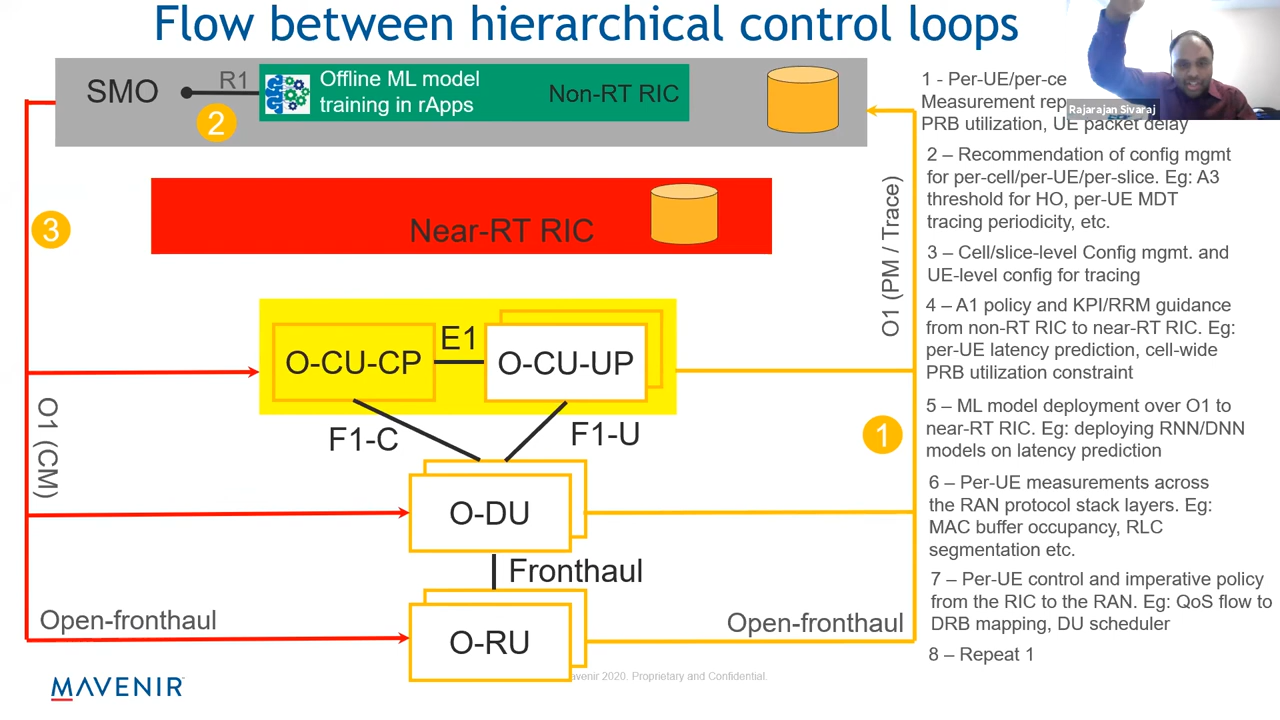 Flow between hierarchical control loops
SMO
R1
2
Offline ML model
training in rApps
Non-RT RIC
3
Near-RT RIC
O-CU-CP
E1
O-CU-UP
F1-C
F1-U
O1 (CM)
O1 (PM / Trace)
1
O-DU
Fronthaul
Open-fronthaul
O-RU
Open-fronthaul
MAVENIR
2020. Proprietary and Confidential.
Rajarajan Sivaraj
1 - Per-UE/per-ce
Measurement rep
PRB utilization, UE packet delay
2 – Recommendation of config mgmt
for per-cell/per-UE/per-slice. Eg: A3
threshold for HO, per-UE MDT
tracing periodicity, etc.
3 – Cell/slice-level Config mgmt. and
UE-level config for tracing
4 – A1 policy and KPI/RRM guidance
from non-RT RIC to near-RT RIC. Eg:
per-UE latency prediction, cell-wide
PRB utilization constraint
5 – ML model deployment over O1 to
near-RT RIC. Eg: deploying RNN/DNN
models on latency prediction
6 – Per-UE measurements across
the RAN protocol stack layers. Eg:
MAC buffer occupancy, RLC
segmentation etc.
7 – Per-UE control and imperative policy
from the RIC to the RAN. Eg: QoS flow to
DRB mapping, DU scheduler
8 – Repeat 1